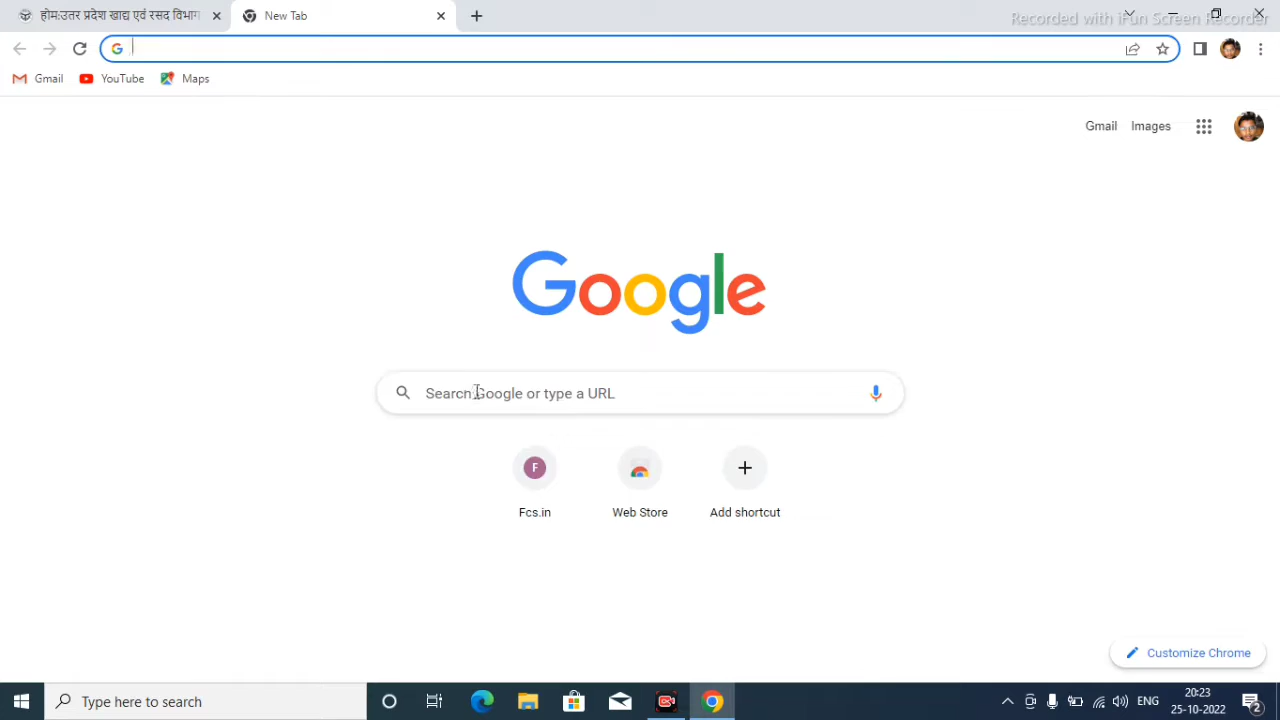 होम:उतर प्रदेश खाद्य एवं रसद विभाग
New Tab
Recorded with iFun Screen Recorder
Gmail
YouTube
Maps
Gmail
Images
Google
Search Google or type a URL
F
Fcs.in
Web Store
Add shortcut
Customize Chrome
Type here to search
ENG
20:23
25-10-2022
2